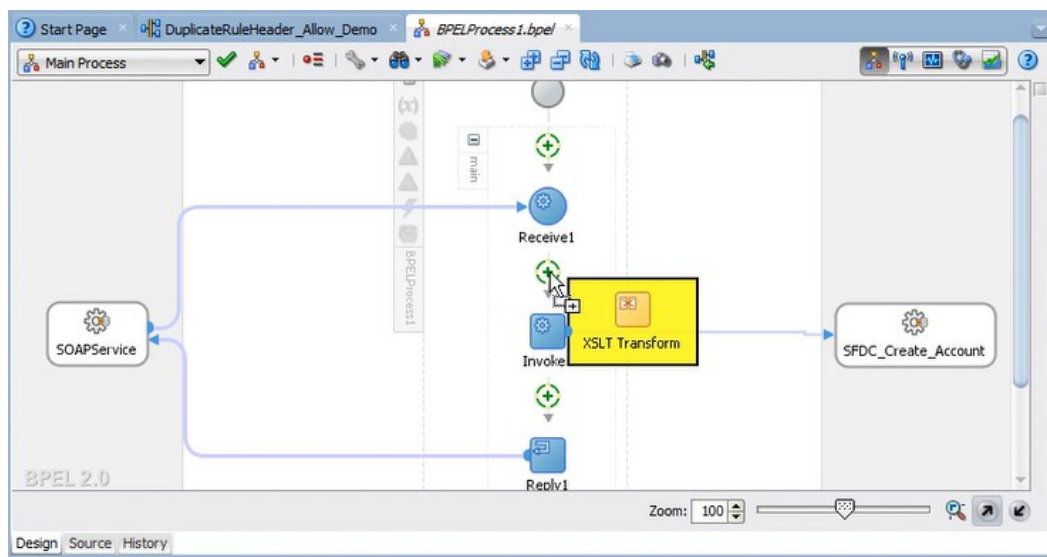 Start Page DuplicateRuleHeader_Allow_Demo BPELProcess1.bpel
Main Process
(x)
main
Receive1
BPELProcess1
SOAPService
XSLT Transform
Invoke
SFDC_Create_Account
Reply1
BPEL 2.0
Zoom: 100
Design Source History